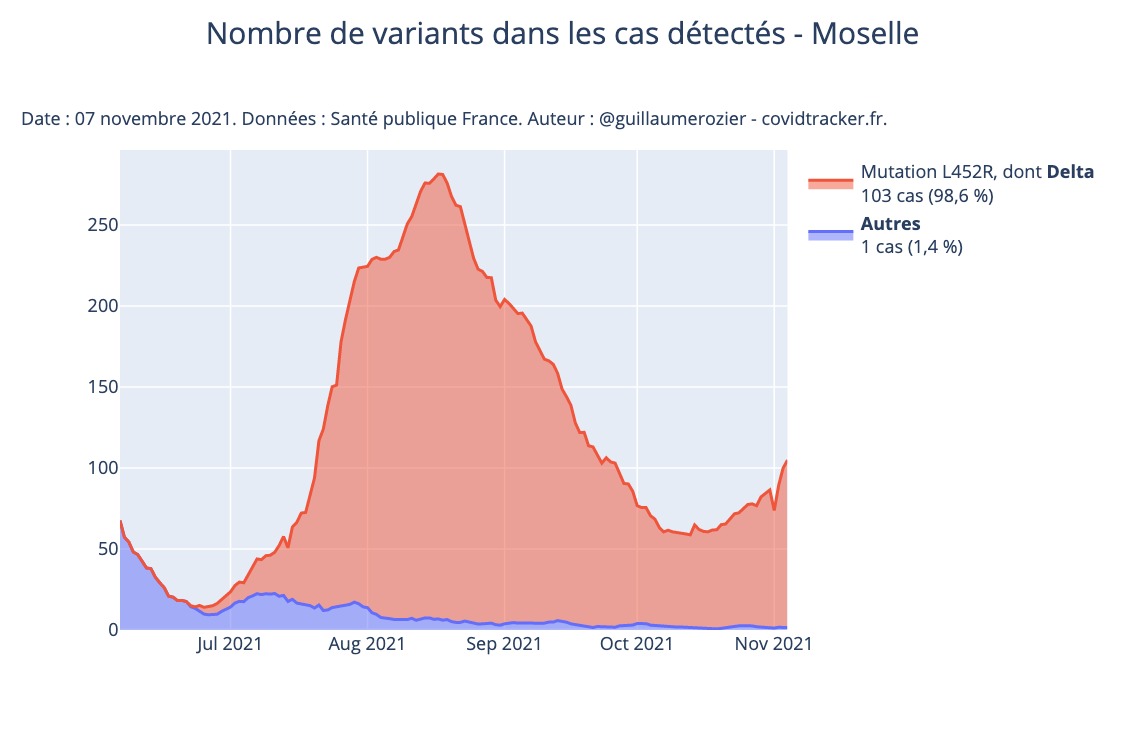 Nombre de variants dans les cas détectés - Moselle
Date : 07 novembre 2021. Données : Santé publique France. Auteur : @guillaumerozier - covidtracker.fr.
Mutation L452R, dont Delta
103 cas (98,6 %)
Autres
1 cas (1,4 %)
250
200
150
100
50
0
Jul 2021
Aug 2021
Sep 2021
Oct 2021
Nov 2021